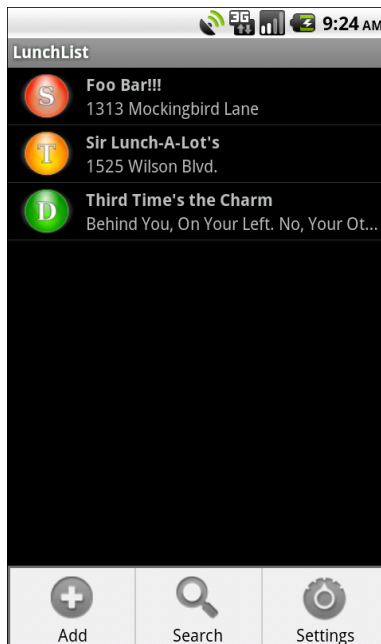 3G 9:24 AM
LunchList
S
Foo Bar!!!
1313 Mockingbird Lane
T
Sir Lunch-A-Lot's
1525 Wilson Blvd.
D
Third Time's the Charm
Behind You, On Your Left. No, Your Ot...
Add Search Settings